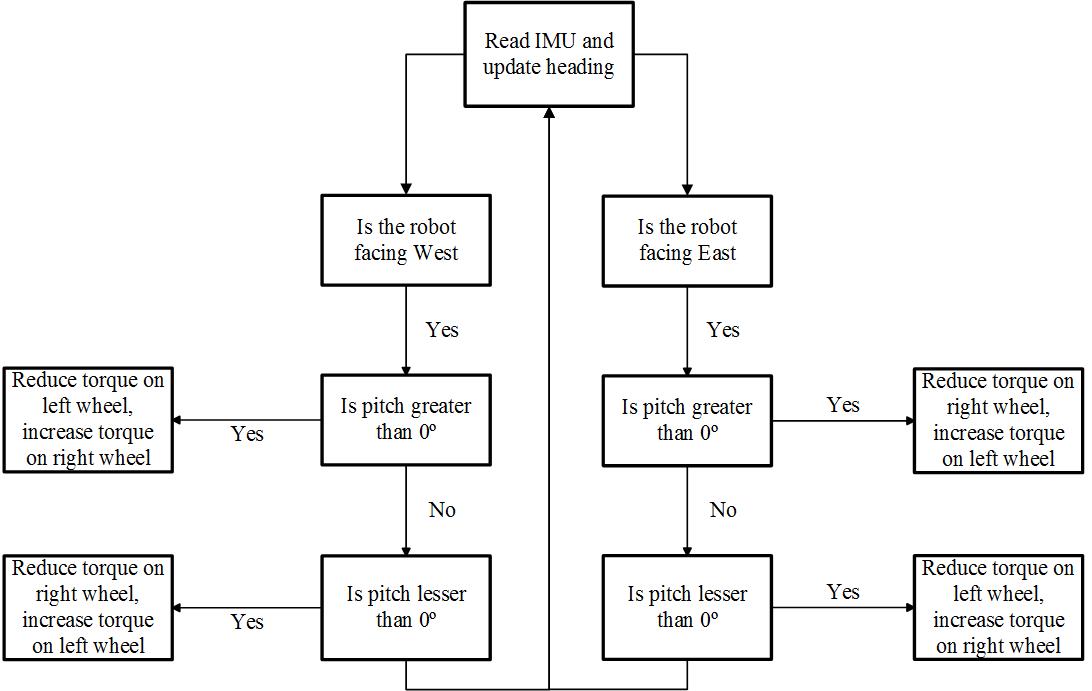 Read IMU and
update heading
Is the robot
facing West
Is the robot
facing East
Yes
Yes
Reduce torque on
left wheel,
increase torque
on right wheel
Yes
Is pitch greater
than 0º
Is pitch greater
than 0º
Yes
Reduce torque on
right wheel,
increase torque
on left wheel
No
No
Reduce torque on
right wheel,
increase torque
on left wheel
Yes
Is pitch lesser
than 0º
Is pitch lesser
than 0º
Yes
Reduce torque on
left wheel,
increase torque
on right wheel